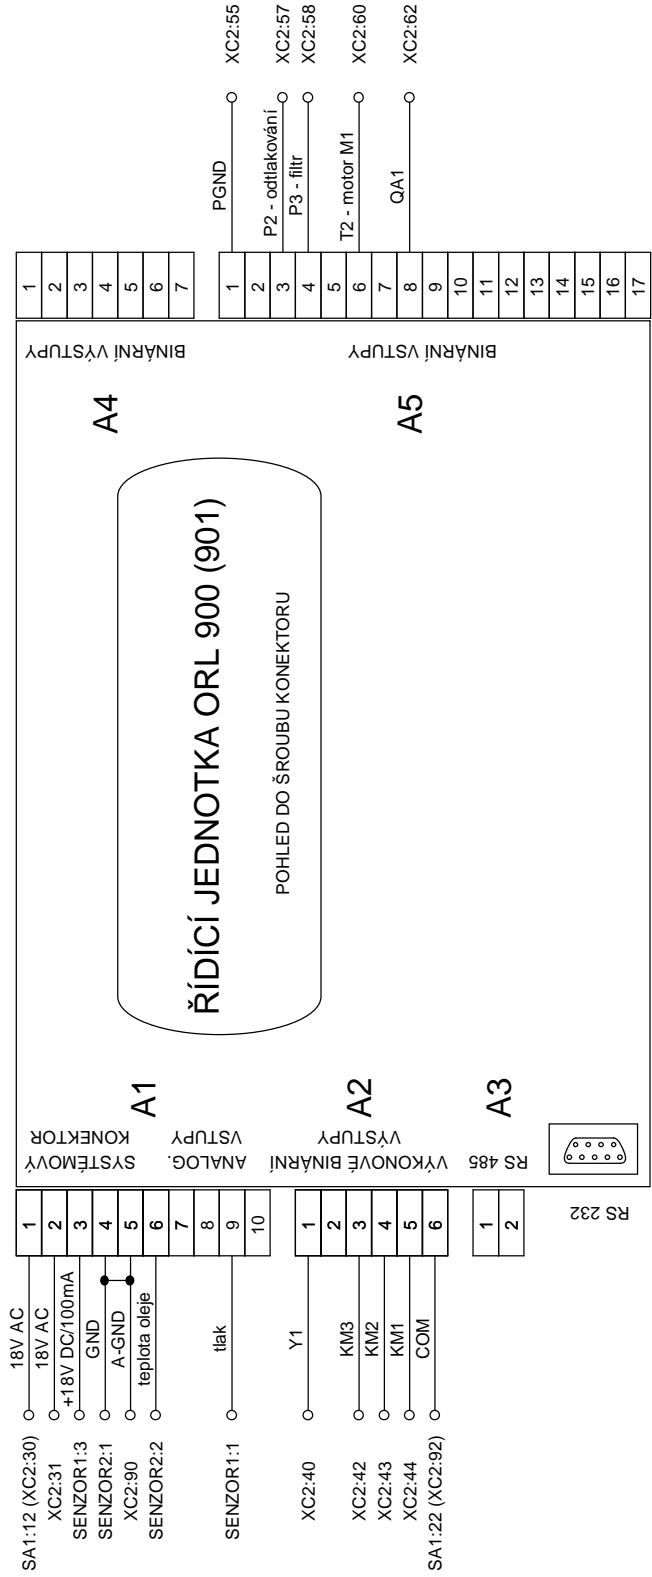 XC2:55
XC2:57
XC2:58
XC2:60
XC2:62
PGND
P2 - odtlakování
P3 - filtr
T2 - motor M1
QA1
1
2
3
4
5
6
7
1
2
3
4
5
6
7
8
9
10
11
12
13
14
15
16
17
BINÁRNÍ VÝSTUPY
BINÁRNÍ VSTUPY
A4
A5
ŘÍDÍCÍ JEDNOTKA ORL 900 (901)
POHLED DO ŠROUBU KONEKTORU
A1
A2
A3
SYSTÉMOVÝ
KONEKTOR
ANALOG.
VSTUPY
VÝKONOVÉ BINÁRNÍ
VÝSTUPY
RS 485
RS 232
1
2
3
4
5
6
7
8
9
10
1
2
3
4
5
6
1
2
18V AC
18V AC
+18V DC/100mA
GND
A-GND
teplota oleje
tlak
Y1
KM3
KM2
KM1
COM
SA1:12 (XC2:30)
XC2:31
SENZOR1:3
SENZOR2:1
XC2:90
SENZOR2:2
SENZOR1:1
XC2:40
XC2:42
XC2:43
XC2:44
SA1:22 (XC2:92)